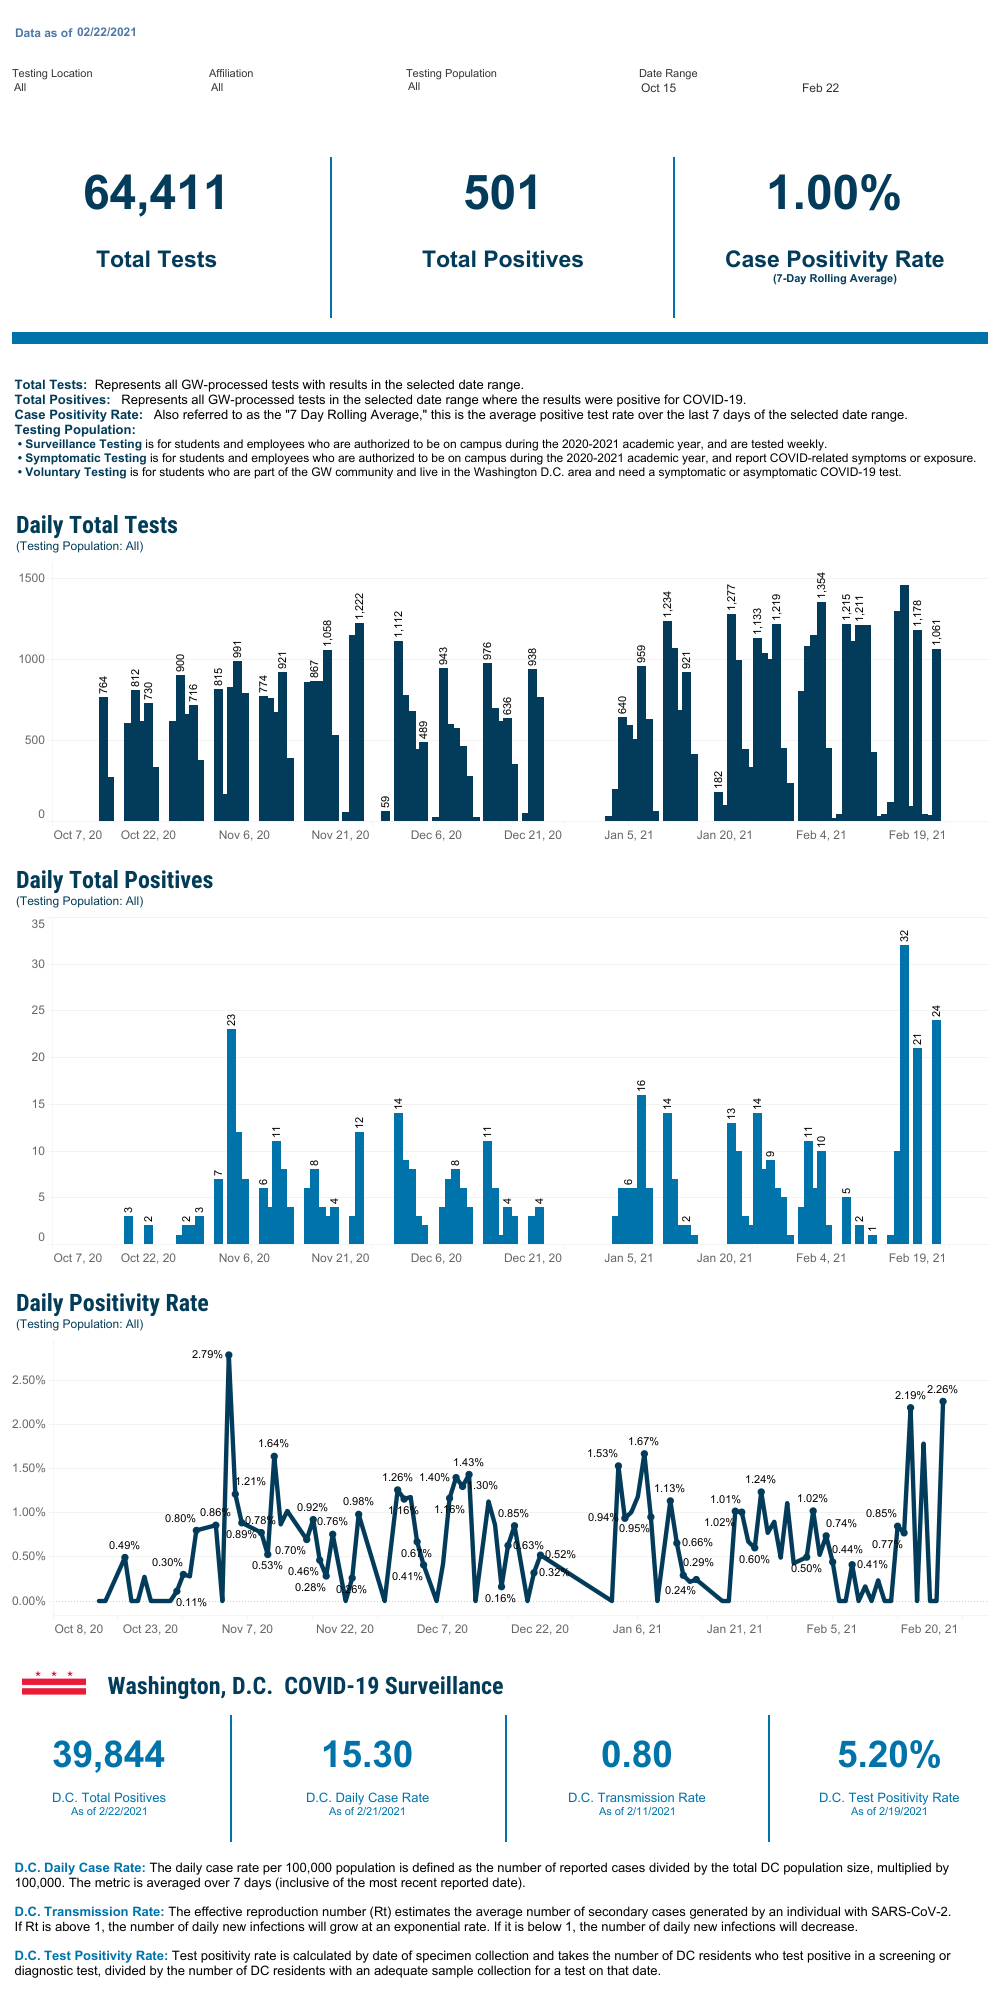 Data as of 02/22/2021
Testing Location Affiliation Testing Population Date Range
All All All Oct 15 Feb 22
64,411 501 1.00%
Total Tests Total Positives Case Positivity Rate
(7-Day Rolling Average)
Total Tests: Represents all GW-processed tests with results in the selected date range.
Total Positives: Represents all GW-processed tests in the selected date range where the results were positive for COVID-19.
Case Positivity Rate: Also referred to as the "7 Day Rolling Average," this is the average positive test rate over the last 7 days of the selected date range.
Testing Population:
• Surveillance Testing is for students and employees who are authorized to be on campus during the 2020-2021 academic year, and are tested weekly.
• Symptomatic Testing is for students and employees who are authorized to be on campus during the 2020-2021 academic year, and report COVID-related symptoms or exposure.
• Voluntary Testing is for students who are part of the GW community and live in the Washington D.C. area and need a symptomatic or asymptomatic COVID-19 test.
Daily Total Tests
(Testing Population: All)
1500
1000
500
0
764 812 730 900 716 815 991 774 921 867 1,058 1,222 59 1,112 489 943 976 636 938 640 959 1,234 921 182 1,277 1,133 1,219 1,354 1,215 1,211 1,178 1,061
Oct 7, 20 Oct 22, 20 Nov 6, 20 Nov 21, 20 Dec 6, 20 Dec 21, 20 Jan 5, 21 Jan 20, 21 Feb 4, 21 Feb 19, 21
Daily Total Positives
(Testing Population: All)
35
30
25
20
15
10
5
0
3 2 2 3 7 23 6 11 8 4 12 14 8 11 4 4 6 16 14 2 13 14 9 11 10 5 2 1 32 21 24
Oct 7, 20 Oct 22, 20 Nov 6, 20 Nov 21, 20 Dec 6, 20 Dec 21, 20 Jan 5, 21 Jan 20, 21 Feb 4, 21 Feb 19, 21
Daily Positivity Rate
(Testing Population: All)
2.50%
2.00%
1.50%
1.00%
0.50%
0.00%
0.49% 0.11% 0.30% 0.80% 0.86% 2.79% 1.21% 0.89% 0.78% 0.53% 1.64% 0.70% 0.92% 0.46% 0.28% 0.76% 0.26% 0.98% 1.26% 1.16% 0.67% 0.41% 1.16% 1.40% 1.30% 1.43% 0.16% 0.63% 0.85% 0.32% 0.52% 1.53% 0.94% 1.67% 0.95% 1.13% 0.66% 0.24% 0.29% 1.01% 1.02% 0.60% 1.24% 0.50% 1.02% 0.74% 0.44% 0.41% 0.85% 0.77% 2.19% 2.26%
Oct 8, 20 Oct 23, 20 Nov 7, 20 Nov 22, 20 Dec 7, 20 Dec 22, 20 Jan 6, 21 Jan 21, 21 Feb 5, 21 Feb 20, 21
Washington, D.C. COVID-19 Surveillance
39,844 15.30 0.80 5.20%
D.C. Total Positives D.C. Daily Case Rate D.C. Transmission Rate D.C. Test Positivity Rate
As of 2/22/2021 As of 2/21/2021 As of 2/11/2021 As of 2/19/2021
D.C. Daily Case Rate: The daily case rate per 100,000 population is defined as the number of reported cases divided by the total DC population size, multiplied by
100,000. The metric is averaged over 7 days (inclusive of the most recent reported date).
D.C. Transmission Rate: The effective reproduction number (Rt) estimates the average number of secondary cases generated by an individual with SARS-CoV-2.
If Rt is above 1, the number of daily new infections will grow at an exponential rate. If it is below 1, the number of daily new infections will decrease.
D.C. Test Positivity Rate: Test positivity rate is calculated by date of specimen collection and takes the number of DC residents who test positive in a screening or
diagnostic test, divided by the number of DC residents with an adequate sample collection for a test on that date.